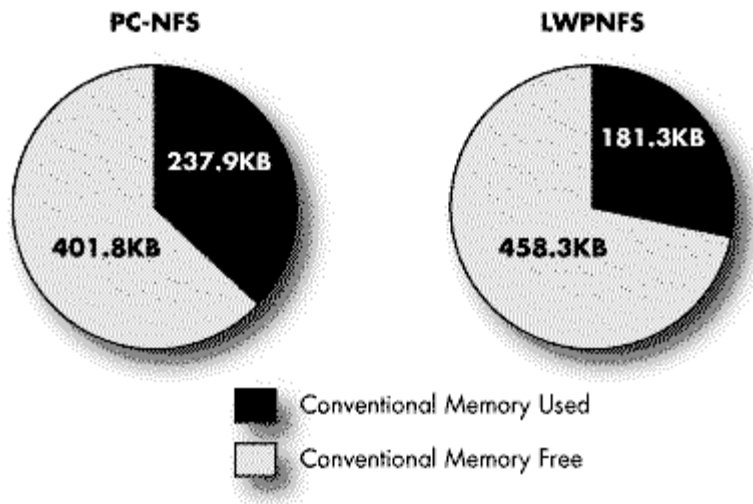 PC-NFS
LWPNFS
237.9KB
401.8KB
181.3KB
458.3KB
Conventional Memory Used
Conventional Memory Free